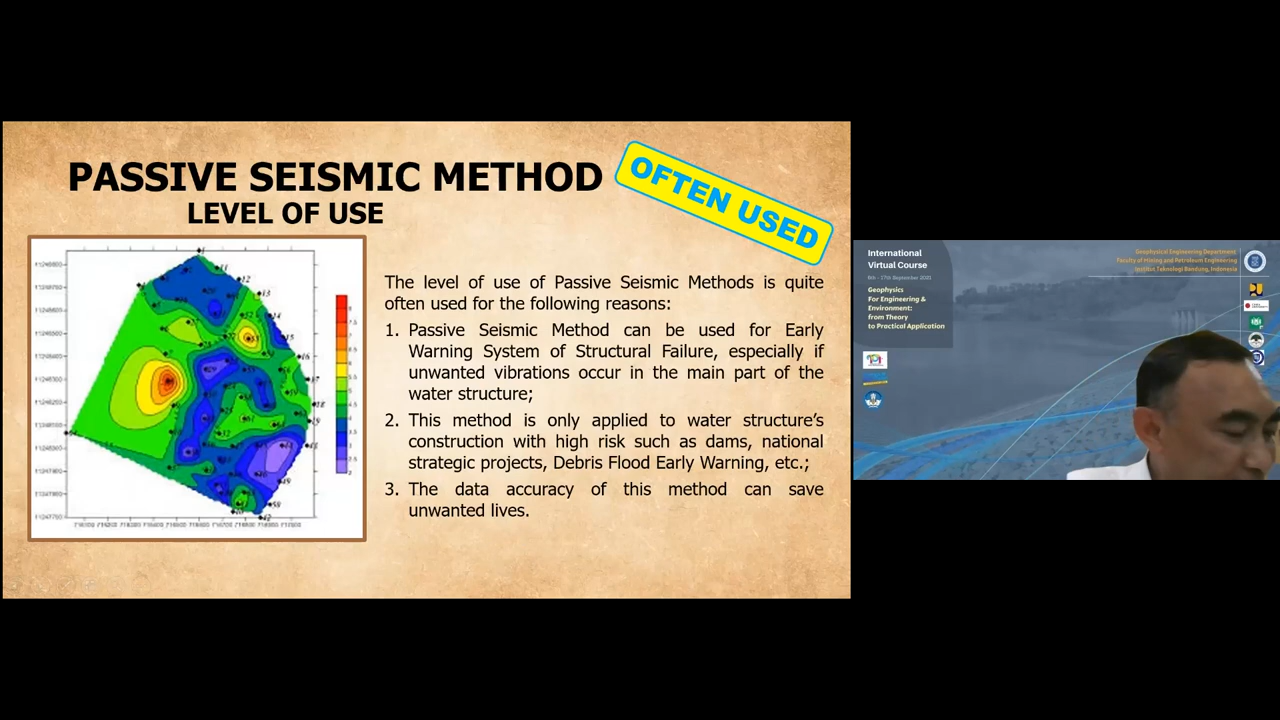 PASSIVE SEISMIC METHOD
LEVEL OF USE
OFTEN USED
The level of use of Passive Seismic Methods is quite
often used for the following reasons:
1. Passive Seismic Method can be used for Early
Warning System of Structural Failure, especially if
unwanted vibrations occur in the main part of the
water structure;
2. This method is only applied to water structure's
construction with high risk such as dams, national
strategic projects, Debris Flood Early Warning, etc.;
3. The data accuracy of this method can save
unwanted lives.
International
Virtual Course
6th - 17th September 2021
Geophysics
For Engineering &
Environment:
from Theory
to Practical Application
Geophysical Engineering Department
Faculty of Mining and Petroleum Engineering
Institut Teknologi Bandung, Indonesia